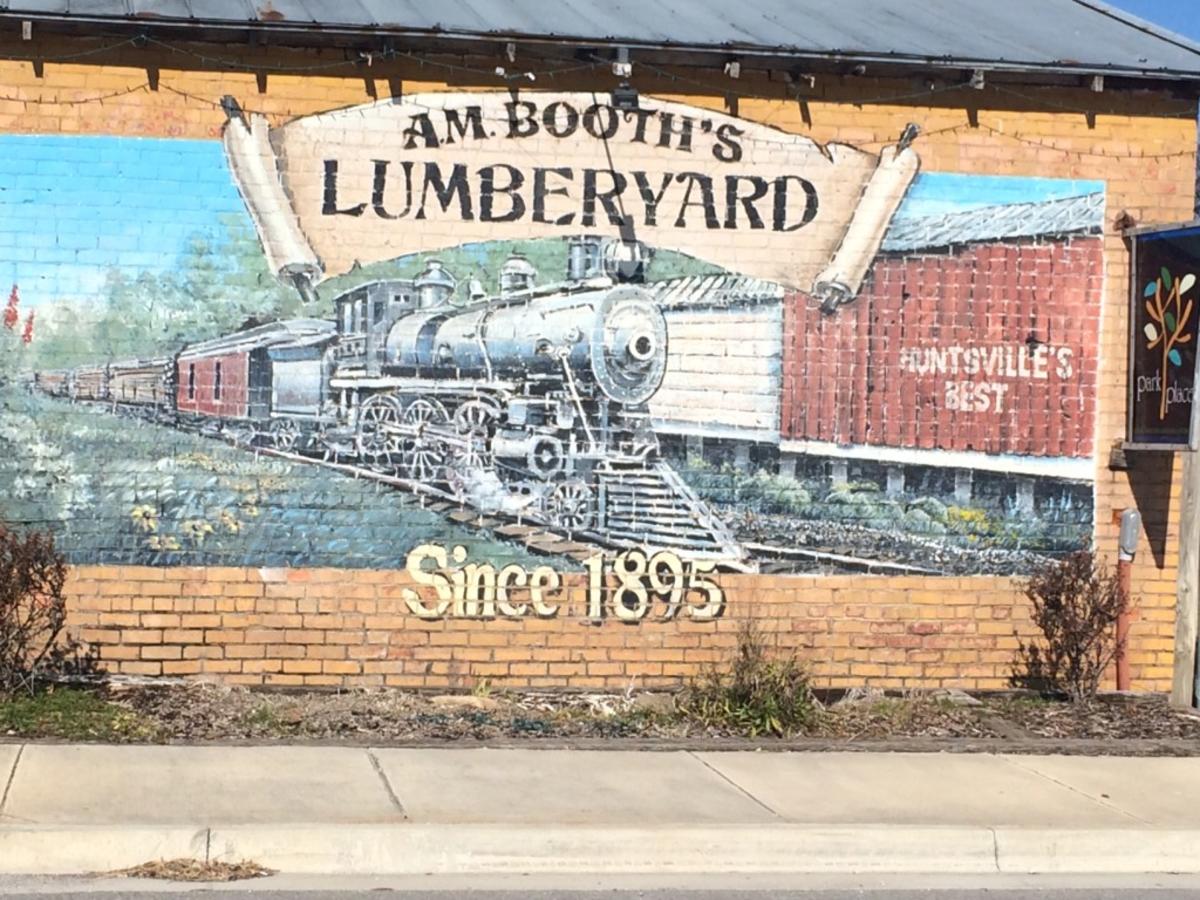 A.M. BOOTH'S
LUMBERYARD
HUNTSVILLE'S
BEST
park place
Since 1895